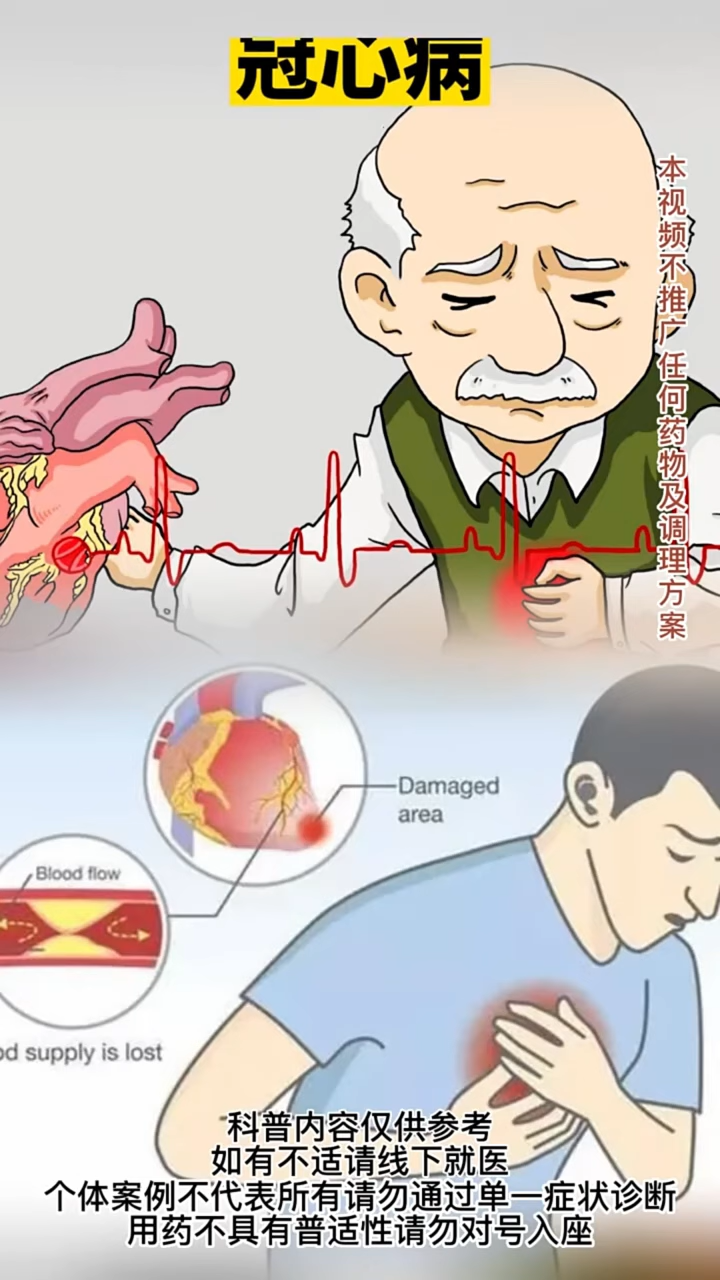 冠心病
本视频不推广任何药物及调理方案
Damaged
area
Blood flow
supply is lost
科普内容仅供参考
如有不适请线下就医
个体案例不代表所有请勿通过单一症状诊断
用药不具有普适性请勿对号入座